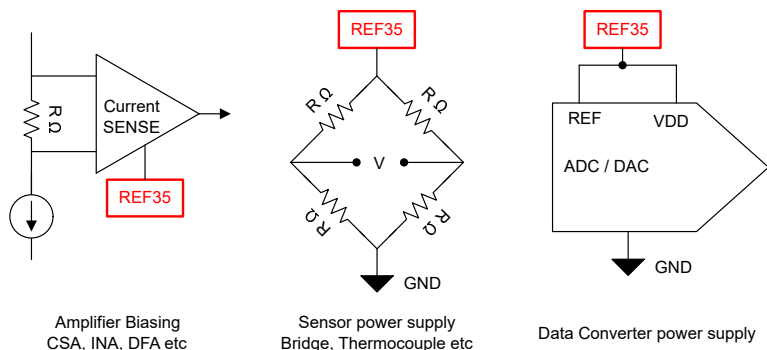 REF35
REF35
R Ω
Current
SENSE
R Ω
R Ω
REF
VDD
V
ADC / DAC
REF35
R Ω
R Ω
GND
GND
Amplifier Biasing
CSA, INA, DFA etc
Sensor power supply
Bridge, Thermocouple etc
Data Converter power supply